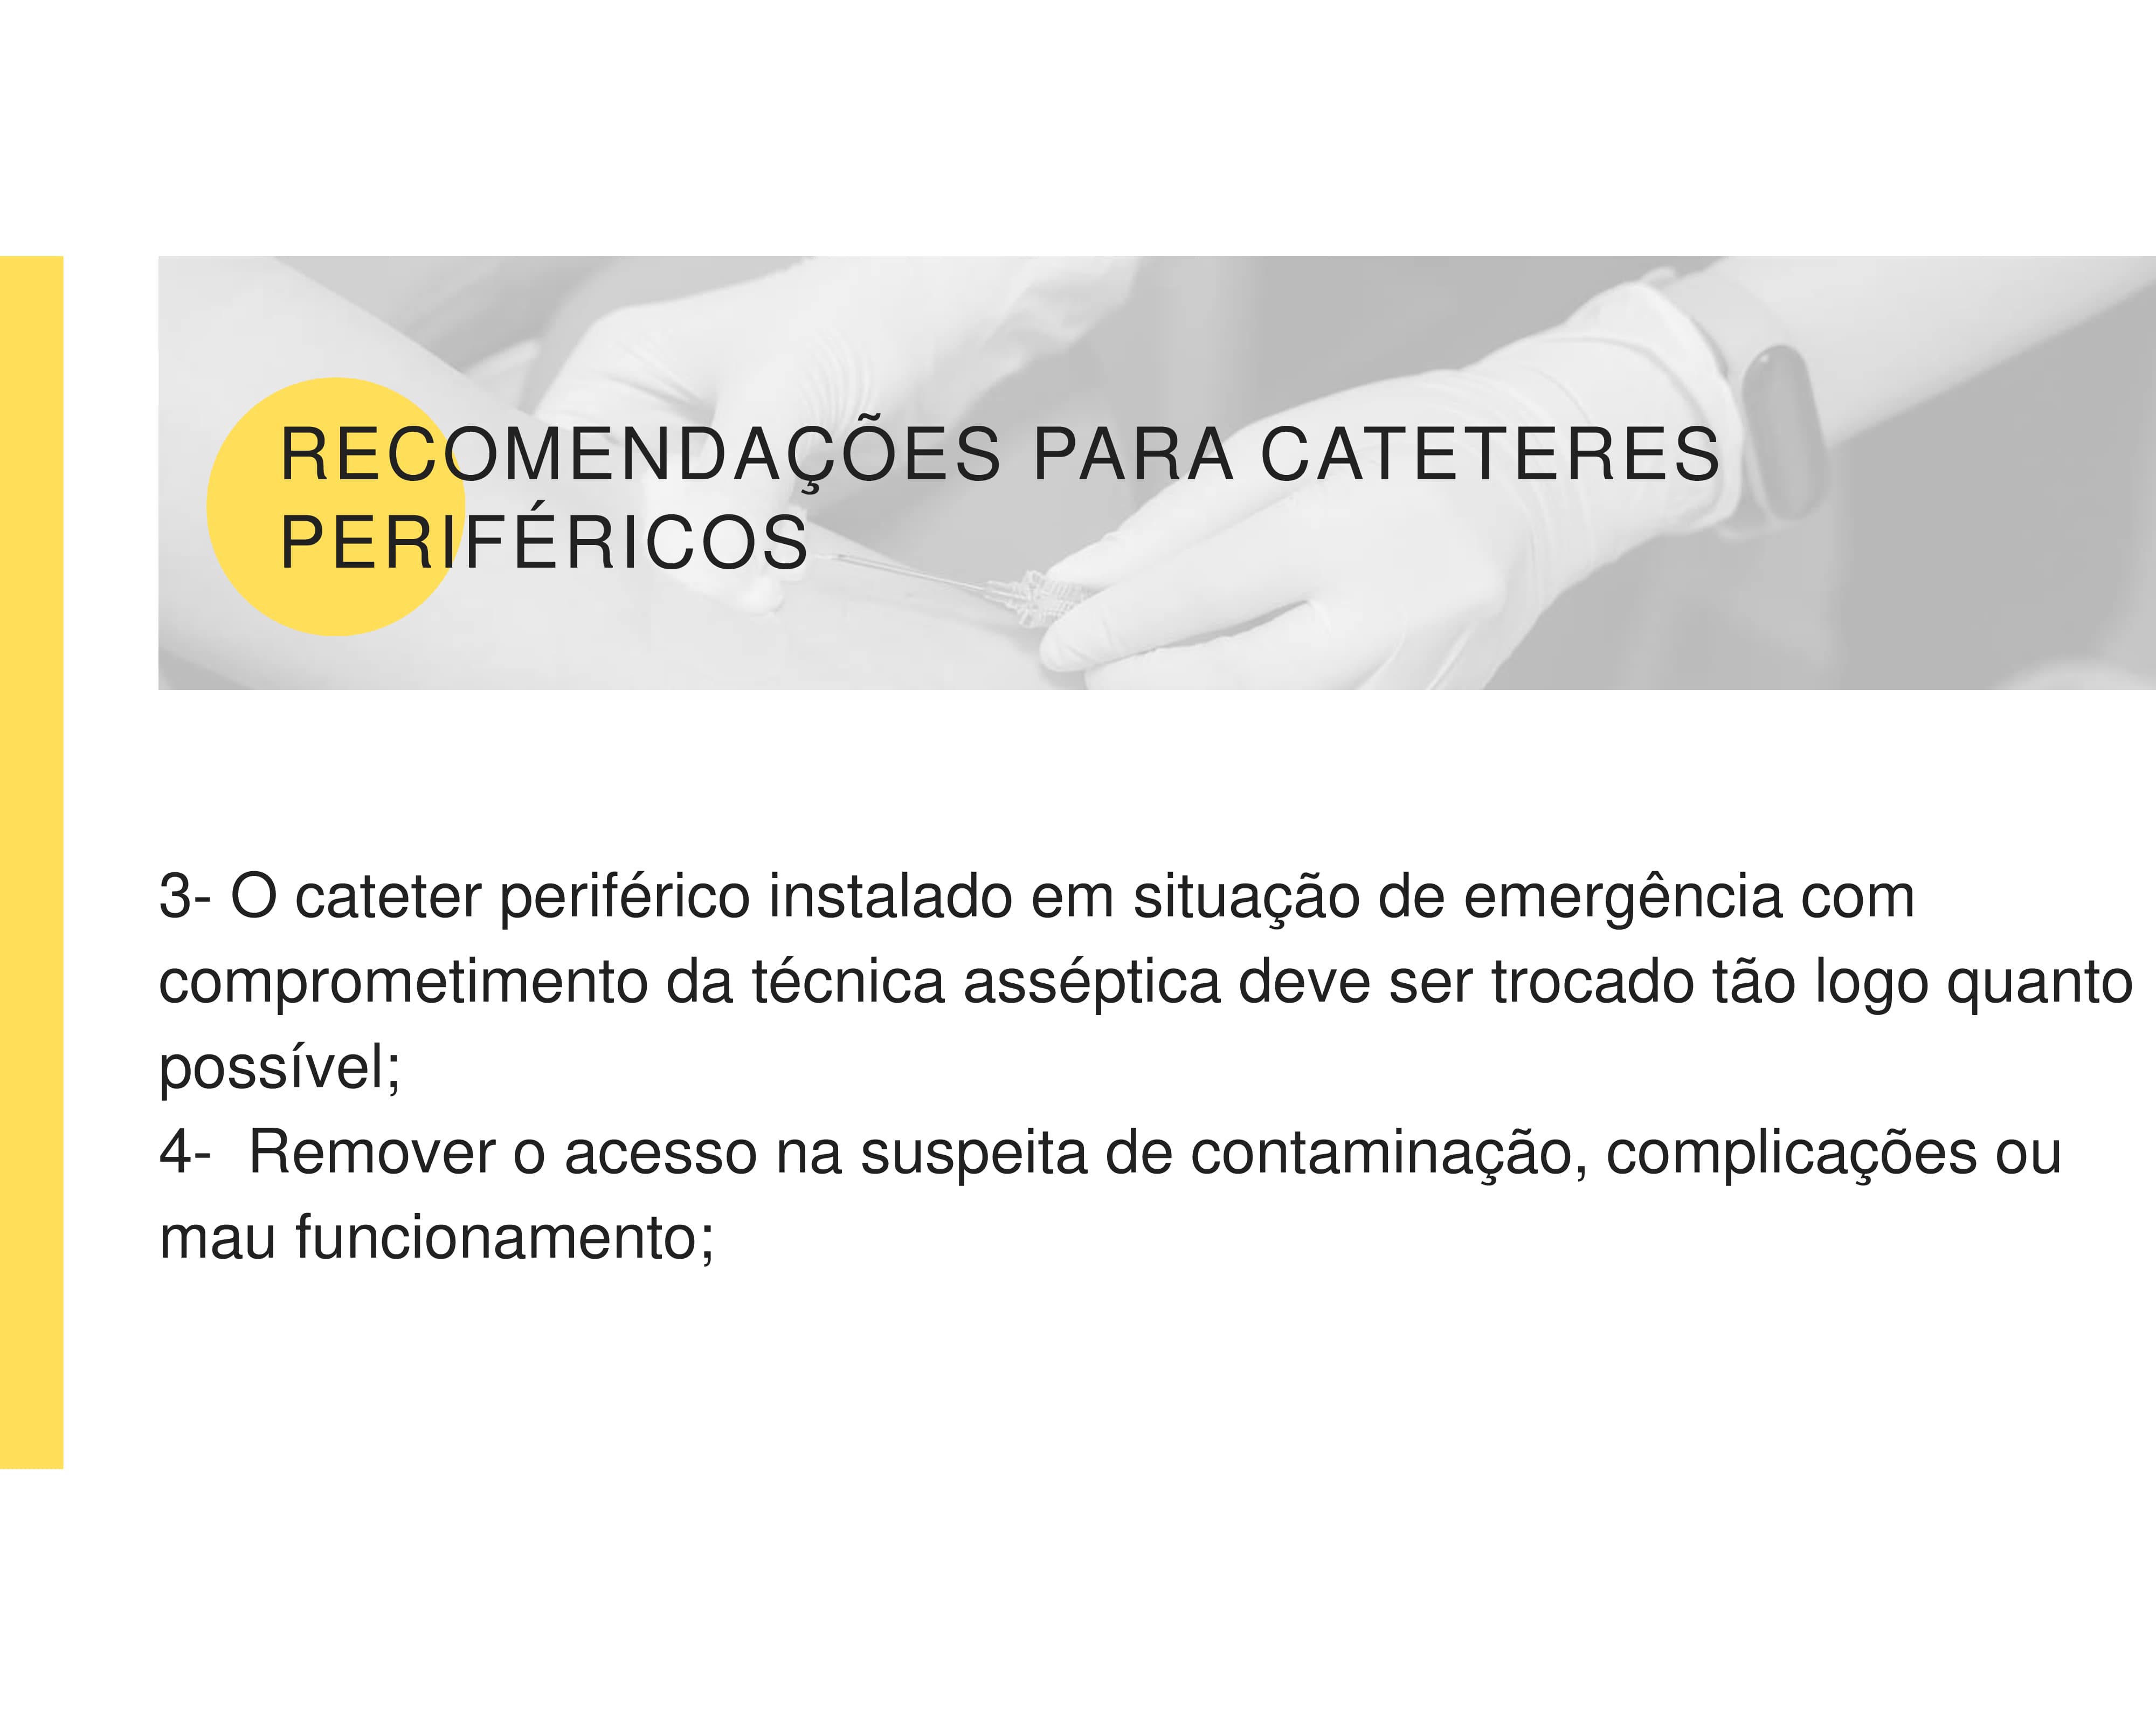 RECOMENDAÇÕES PARA CATETERES
PERIFÉRICOS
3- O cateter periférico instalado em situação de emergência com
comprometimento da técnica asséptica deve ser trocado tão logo quanto
possível;
4-  Remover o acesso na suspeita de contaminação, complicações ou
mau funcionamento;